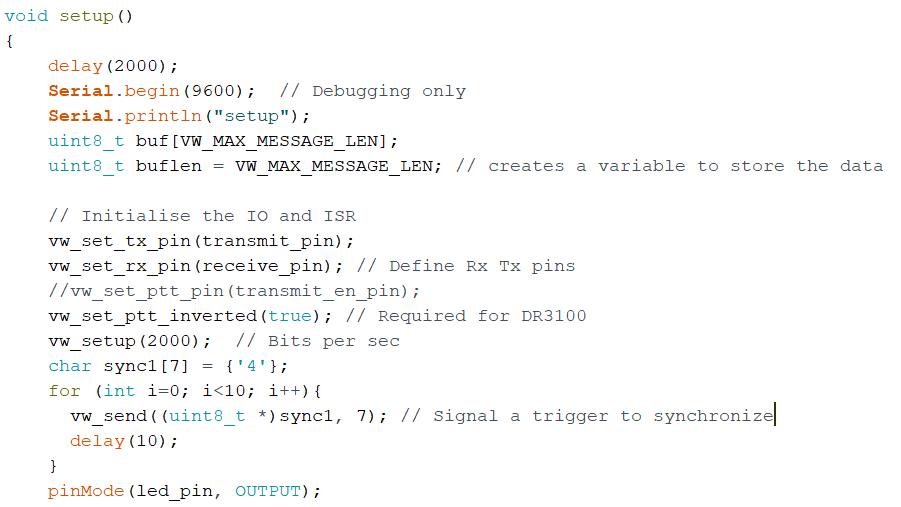 void setup()
{
    delay(2000);
    Serial.begin(9600);  // Debugging only
    Serial.println("setup");
    uint8_t buf[VW_MAX_MESSAGE_LEN];
    uint8_t buflen = VW_MAX_MESSAGE_LEN; // creates a variable to store the data

    // Initialise the IO and ISR
    vw_set_tx_pin(transmit_pin);
    vw_set_rx_pin(receive_pin); // Define Rx Tx pins
    //vw_set_ptt_pin(transmit_en_pin);
    vw_set_ptt_inverted(true); // Required for DR3100
    vw_setup(2000);  // Bits per sec
    char sync1[7] = {'4'};
    for (int i=0; i<10; i++){
      vw_send((uint8_t *)sync1, 7); // Signal a trigger to synchronize
      delay(10);
    }
    pinMode(led_pin, OUTPUT);